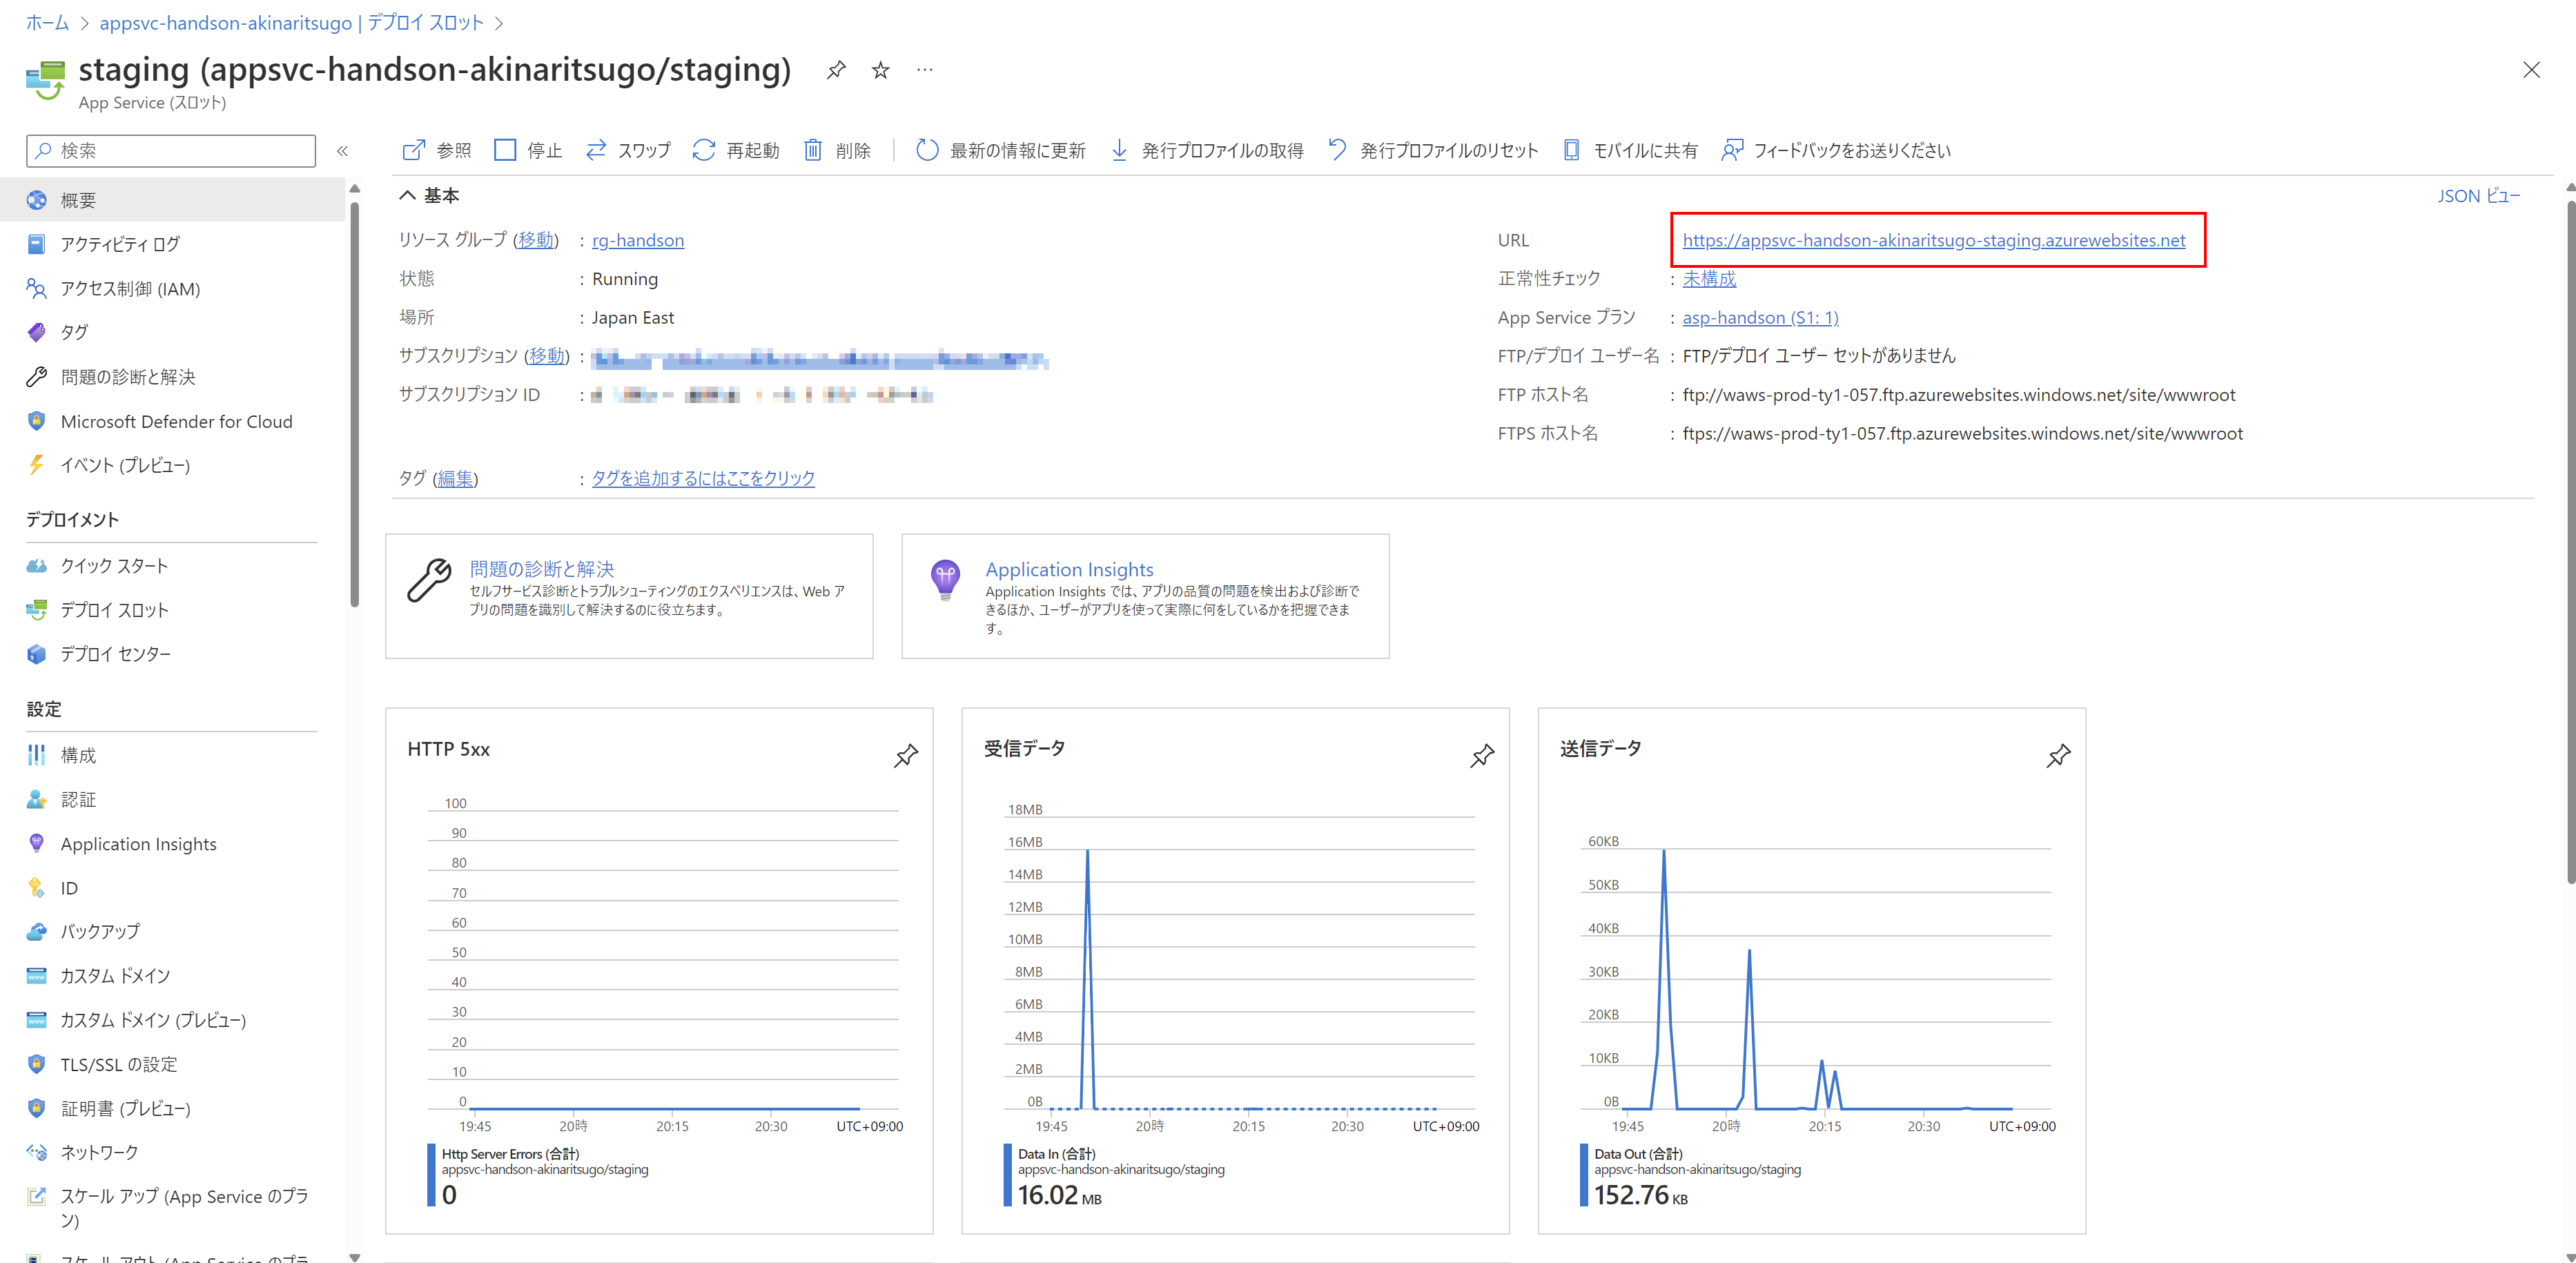 ホーム > appsvc-handson-akinaritsugo | デプロイ スロット >
staging (appsvc-handson-akinaritsugo/staging) ...
App Service (スロット)
検索
«
参照 停止 スワップ 再起動 削除 最新の情報に更新 発行プロファイルの取得 発行プロファイルのリセット モバイルに共有 フィードバックをお送りください
概要
アクティビティ ログ
アクセス制御 (IAM)
タグ
問題の診断と解決
Microsoft Defender for Cloud
イベント (プレビュー)
デプロイメント
クイック スタート
デプロイ スロット
デプロイ センター
設定
構成
認証
Application Insights
ID
バックアップ
カスタム ドメイン
カスタム ドメイン (プレビュー)
TLS/SSL の設定
証明書 (プレビュー)
ネットワーク
スケール アップ (App Service のプラ
ン)
スケール アウト (App Service のプラ
基本
JSON ビュー
リソース グループ (移動) : rg-handson
状態 : Running
場所 : Japan East
サブスクリプション (移動) :
サブスクリプション ID :
タグ (編集) : タグを追加するにはここをクリック
URL : https://appsvc-handson-akinaritsugo-staging.azurewebsites.net
正常性チェック : 未構成
App Service プラン : asp-handson (S1: 1)
FTP/デプロイ ユーザー名 : FTP/デプロイ ユーザー セットがありません
FTP ホスト名 : ftp://waws-prod-ty1-057.ftp.azurewebsites.windows.net/site/wwwroot
FTPS ホスト名 : ftps://waws-prod-ty1-057.ftp.azurewebsites.windows.net/site/wwwroot
問題の診断と解決
セルフサービス診断とトラブルシューティングのエクスペリエンスは、Web ア
プリの問題を識別して解決するのに役立ちます。
Application Insights
Application Insights では、アプリの品質の問題を検出および診断で
きるほか、ユーザーがアプリを使って実際に何をしているかを把握できま
す。
HTTP 5xx
100
90
80
70
60
50
40
30
20
10
0
19:45 20時 20:15 20:30 UTC+09:00
Http Server Errors (合計)
appsvc-handson-akinaritsugo/staging
0
受信データ
18MB
16MB
14MB
12MB
10MB
8MB
6MB
4MB
2MB
0B
19:45 20時 20:15 20:30 UTC+09:00
Data In (合計)
appsvc-handson-akinaritsugo/staging
16.02 MB
送信データ
60KB
50KB
40KB
30KB
20KB
10KB
0B
19:45 20時 20:15 20:30 UTC+09:00
Data Out (合計)
appsvc-handson-akinaritsugo/staging
152.76 KB